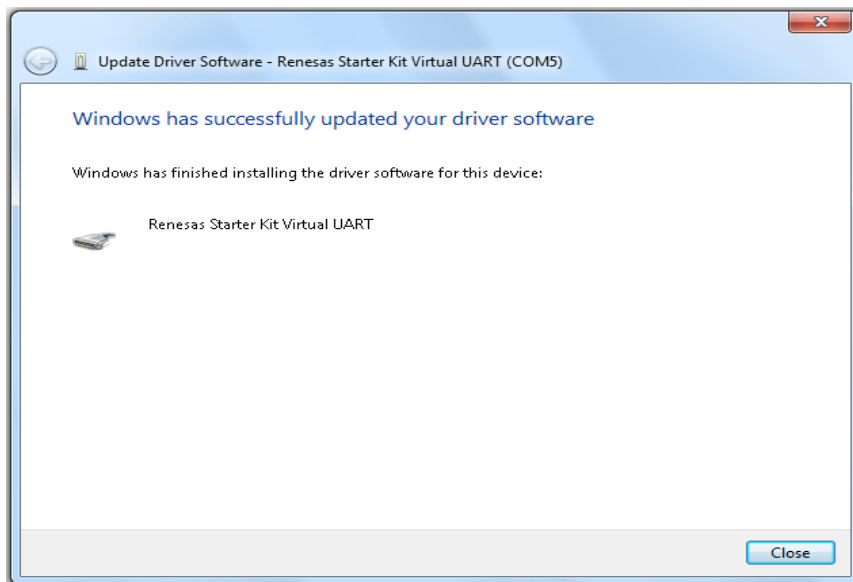 Update Driver Software - Renesas Starter Kit Virtual UART (COM5)
Windows has successfully updated your driver software
Windows has finished installing the driver software for this device:
Renesas Starter Kit Virtual UART
Close